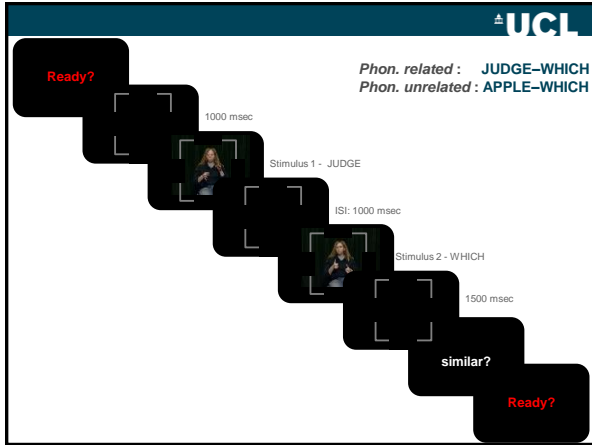 UCL
Phon. related : JUDGE–WHICH
Phon. unrelated : APPLE–WHICH
Ready?
1000 msec
Stimulus 1 - JUDGE
ISI: 1000 msec
Stimulus 2 - WHICH
1500 msec
similar?
Ready?